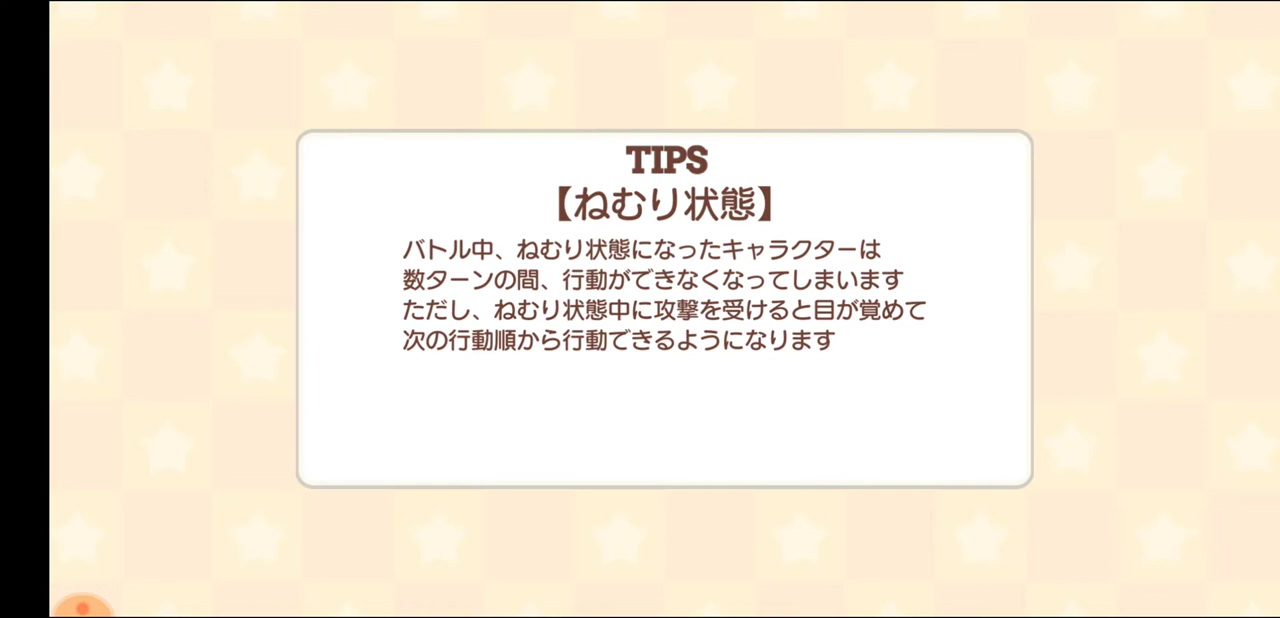 TIPS
【ねむり状態】
バトル中、ねむり状態になったキャラクターは
数ターンの間、行動ができなくなってしまいます
ただし、ねむり状態中に攻撃を受けると目が覚めて
次の行動順から行動できるようになります